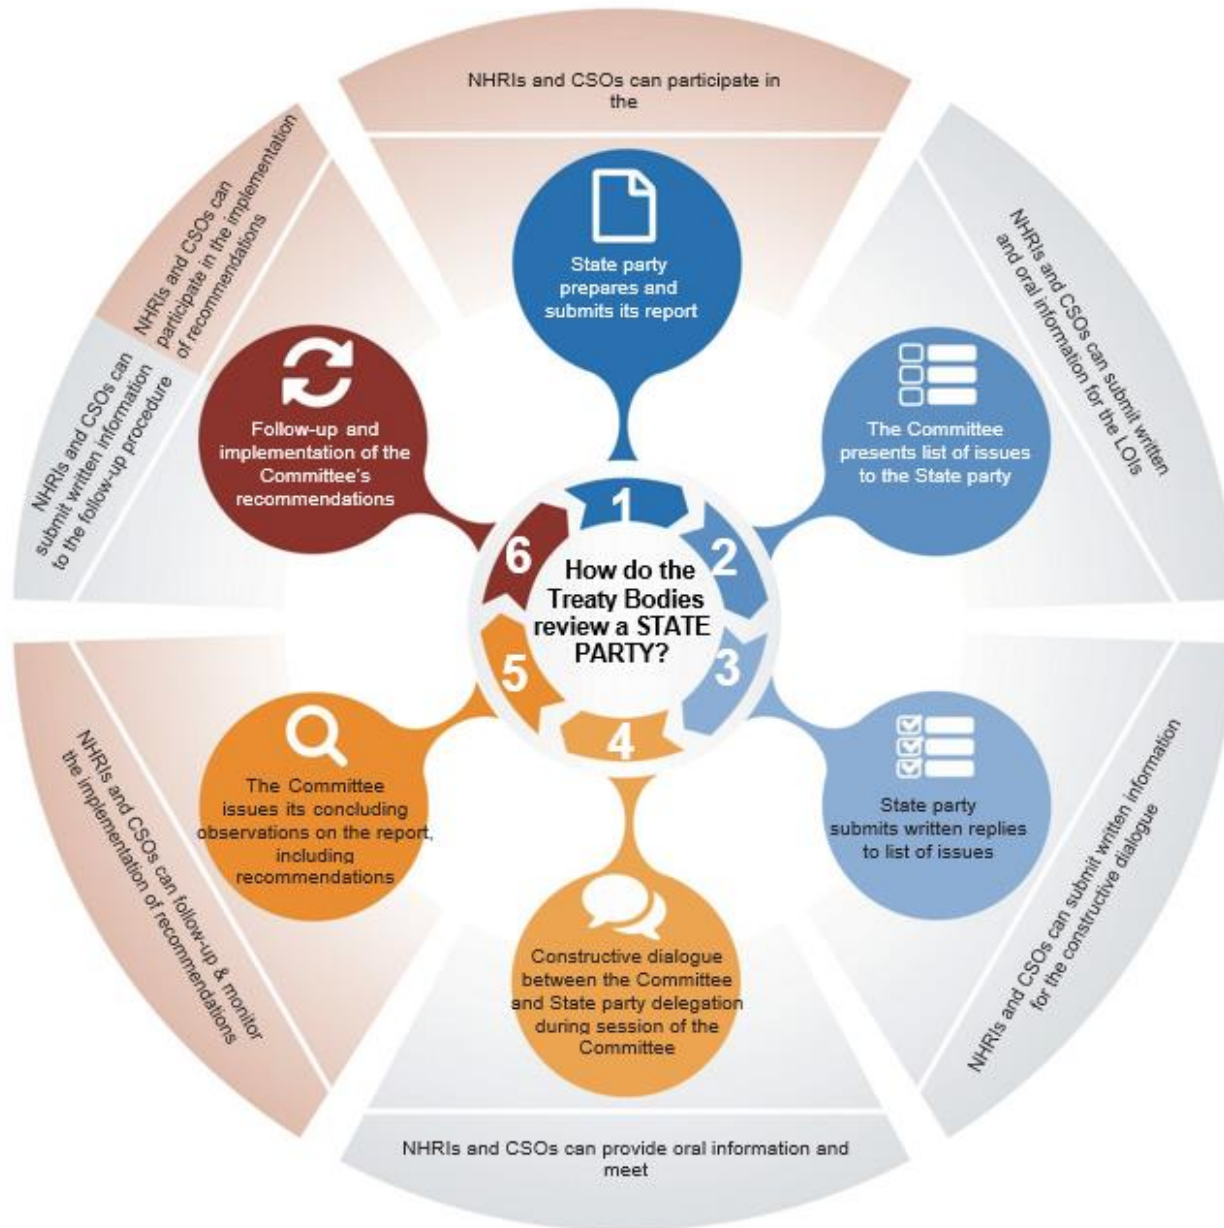 NHRIs and CSOs can participate in
the
State party
prepares and
submits its report
NHRIs and CSOs can submit written
and oral information for the LOIs
The Committee
presents list of issues
to the State party
NHRIs and CSOs can submit written information
for the constructive dialogue
State party
submits written replies
to list of issues
Constructive dialogue
between the Committee
and State party delegation
during session of the
Committee
NHRIs and CSOs can provide oral information and
meet
The Committee
issues its concluding
observations on the report,
including
recommendations
NHRIs and CSOs can follow-up & monitor
the implementation of recommendations
Follow-up and
implementation of the
Committee's
recommendations
NHRIs and CSOs can
submit written information
to the follow-up procedure
NHRIs and CSOs can
participate in the implementation
of recommendations
1
2
3
4
5
6
How do the
Treaty Bodies
review a STATE
PARTY?